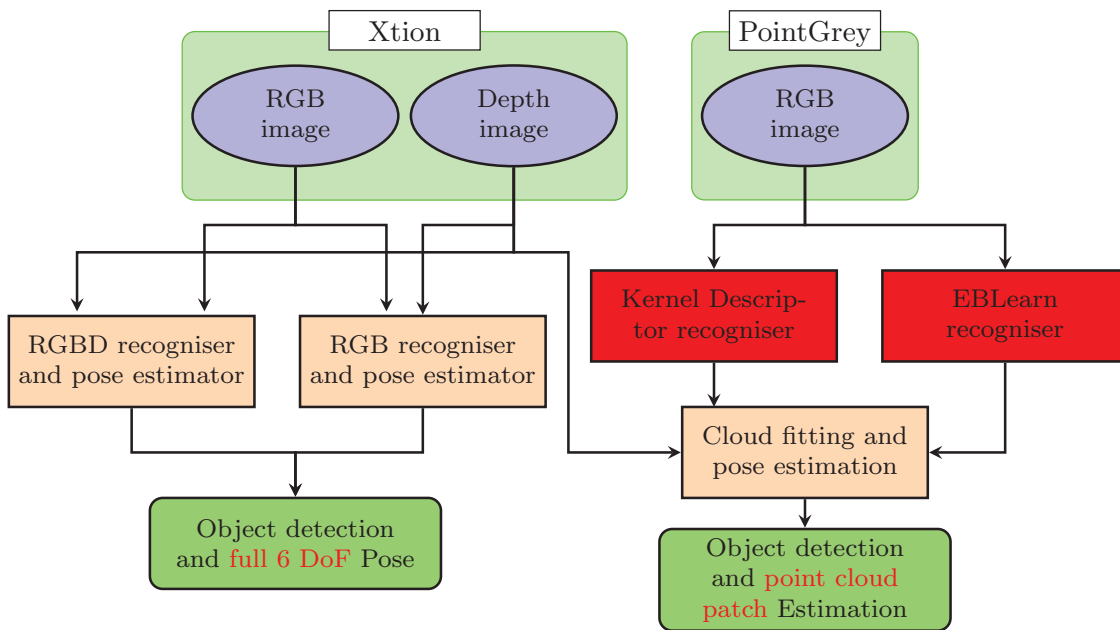 Xtion
PointGrey
RGB
image
Depth
image
RGB
image
Kernel Descrip-
tor recogniser
EBLearn
recogniser
RGBD recogniser
and pose estimator
RGB recogniser
and pose estimator
Cloud fitting and
pose estimation
Object detection
and full 6 DoF Pose
Object detection
and point cloud
patch Estimation